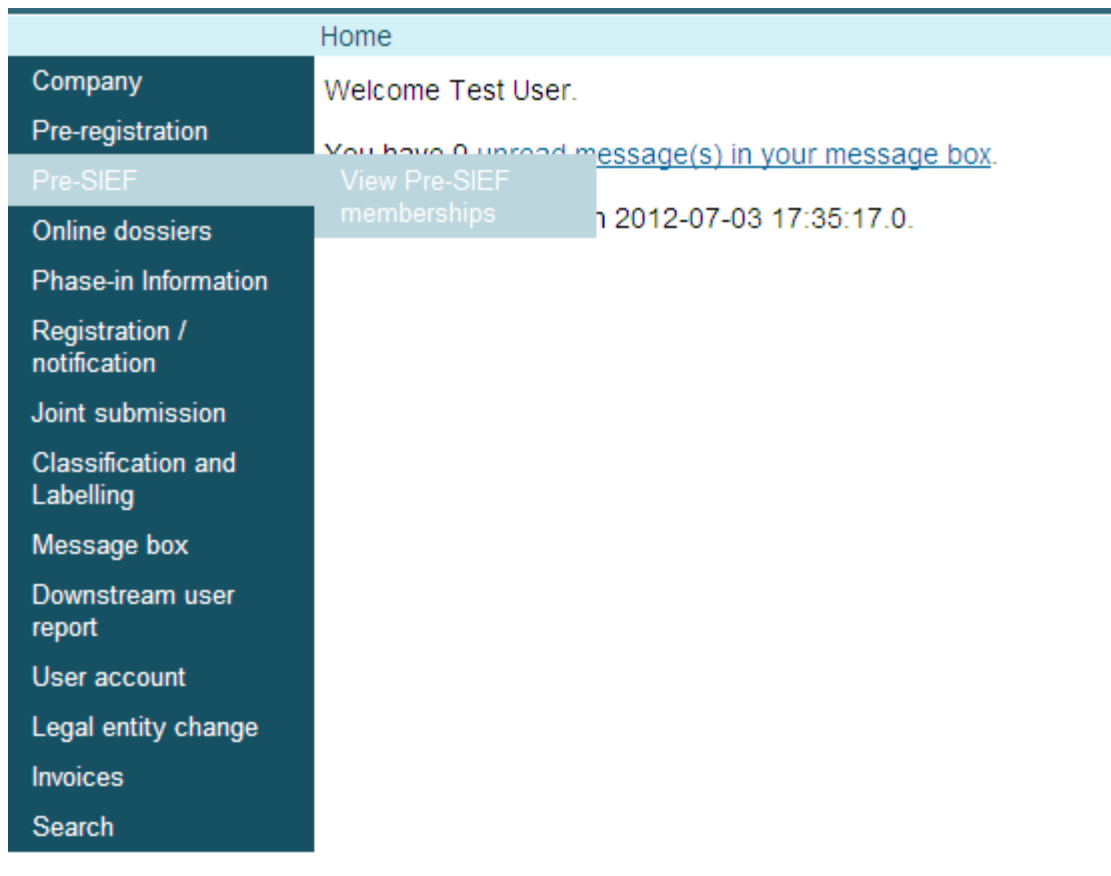 Home
Company
Pre-registration
Pre-SIEF
Online dossiers
Phase-in Information
Registration /
notification
Joint submission
Classification and
Labelling
Message box
Downstream user
report
User account
Legal entity change
Invoices
Search
View Pre-SIEF
memberships
Welcome Test User.
You have 0 unread message(s) in your message box.
2012-07-03 17:35:17.0.